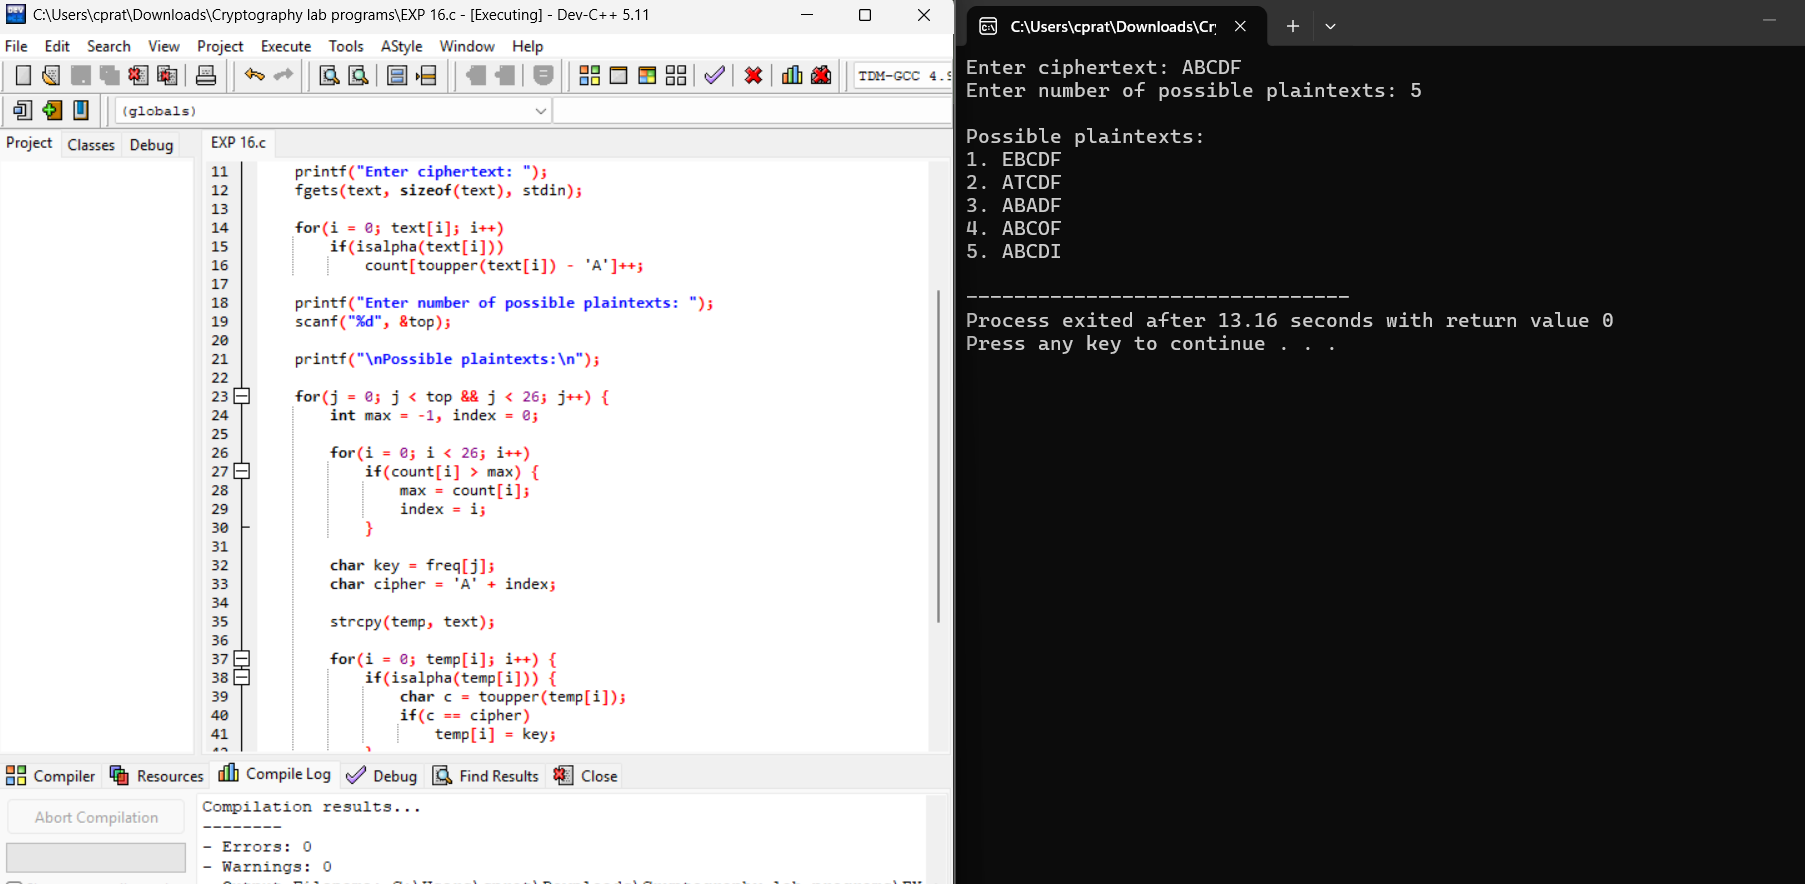 C:\Users\cprat\Downloads\Cryptography lab programs\EXP 16.c - [Executing] - Dev-C++ 5.11
File Edit Search View Project Execute Tools AStyle Window Help
TDM-GCC 4.9
(globals)
Project Classes Debug
EXP 16.c
11 printf("Enter ciphertext: ");
12 fgets(text, sizeof(text), stdin);
13
14 for(i = 0; text[i]; i++)
15 if(isalpha(text[i]))
16 count[toupper(text[i]) - 'A']++;
17
18 printf("Enter number of possible plaintexts: ");
19 scanf("%d", &top);
20
21 printf("\nPossible plaintexts:\n");
22
23 for(j = 0; j < top && j < 26; j++) {
24 int max = -1, index = 0;
25
26 for(i = 0; i < 26; i++)
27 if(count[i] > max) {
28 max = count[i];
29 index = i;
30 }
31
32 char key = freq[j];
33 char cipher = 'A' + index;
34
35 strcpy(temp, text);
36
37 for(i = 0; temp[i]; i++) {
38 if(isalpha(temp[i])) {
39 char c = toupper(temp[i]);
40 if(c == cipher)
41 temp[i] = key;
Compiler Resources Compile Log Debug Find Results Close
Abort Compilation
Compilation results...
--------
- Errors: 0
- Warnings: 0
C:\Users\cprat\Downloads\Cr
Enter ciphertext: ABCDF
Enter number of possible plaintexts: 5
Possible plaintexts:
1. EBCDF
2. ATCDF
3. ABADF
4. ABCOF
5. ABCDI
--------------------------------
Process exited after 13.16 seconds with return value 0
Press any key to continue . . .